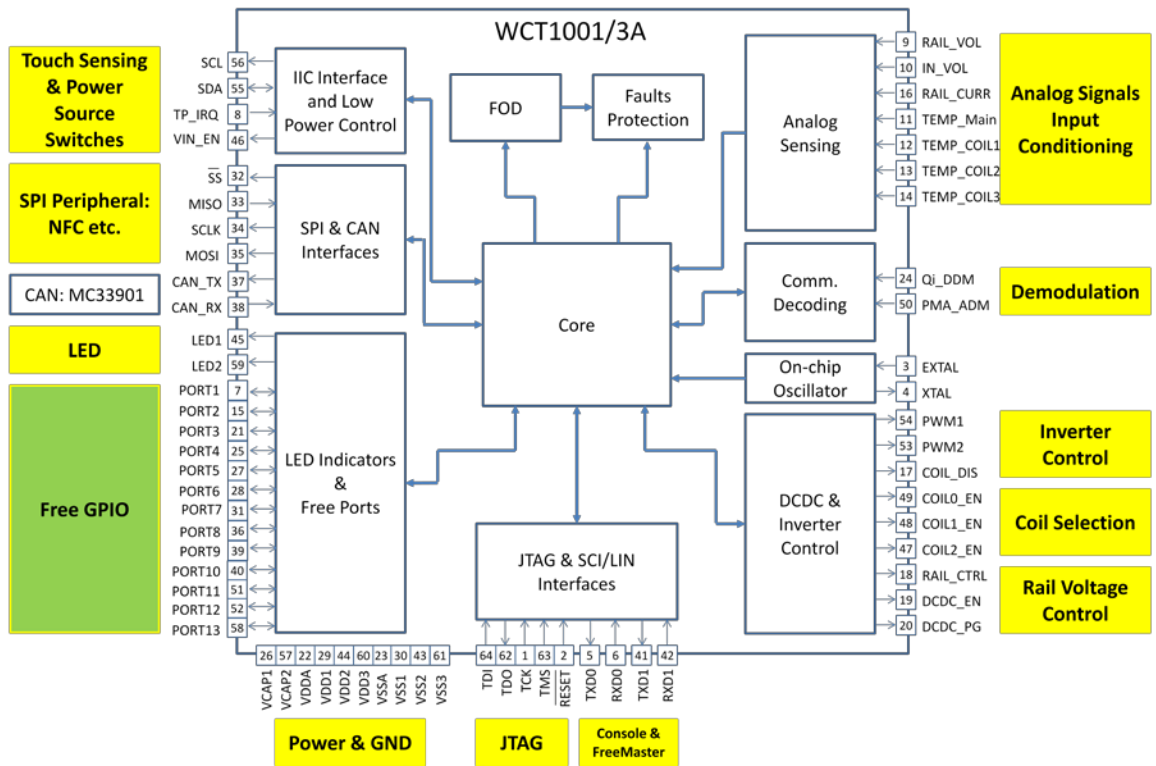 WCT1001/3A
Touch Sensing
& Power
Source
Switches
SPI Peripheral:
NFC etc.
CAN: MC33901
LED
Free GPIO
SCL 56
SDA 55
TP_IRQ 8
VIN_EN 46
SS 32
MISO 33
SCLK 34
MOSI 35
CAN_TX 37
CAN_RX 38
LED1 45
LED2 59
PORT1 7
PORT2 15
PORT3 21
PORT4 25
PORT5 27
PORT6 28
PORT7 31
PORT8 36
PORT9 39
PORT10 40
PORT11 51
PORT12 52
PORT13 58
IIC Interface
and Low
Power Control
SPI & CAN
Interfaces
LED Indicators
&
Free Ports
FOD
Faults
Protection
Core
JTAG & SCI/LIN
Interfaces
Analog
Sensing
Comm.
Decoding
On-chip
Oscillator
DCDC &
Inverter
Control
9 RAIL_VOL
10 IN_VOL
16 RAIL_CURR
11 TEMP_Main
12 TEMP_COIL1
13 TEMP_COIL2
14 TEMP_COIL3
24 Qi_DDM
50 PMA_ADM
3 EXTAL
4 XTAL
54 PWM1
53 PWM2
17 COIL_DIS
49 COIL0_EN
48 COIL1_EN
47 COIL2_EN
18 RAIL_CTRL
19 DCDC_EN
20 DCDC_PG
Analog Signals
Input
Conditioning
Demodulation
Inverter
Control
Coil Selection
Rail Voltage
Control
26 57 22 29 44 60 23 30 43 61
VCAP1 VCAP2 VDDA VDD1 VDD2 VDD3 VSSA VSS1 VSS2 VSS3
64 62 1 63 2 5 6 41 42
TDI TDO TCK TMS RESET TXD0 RXD0 TXD1 RXD1
Power & GND
JTAG
Console &
FreeMaster